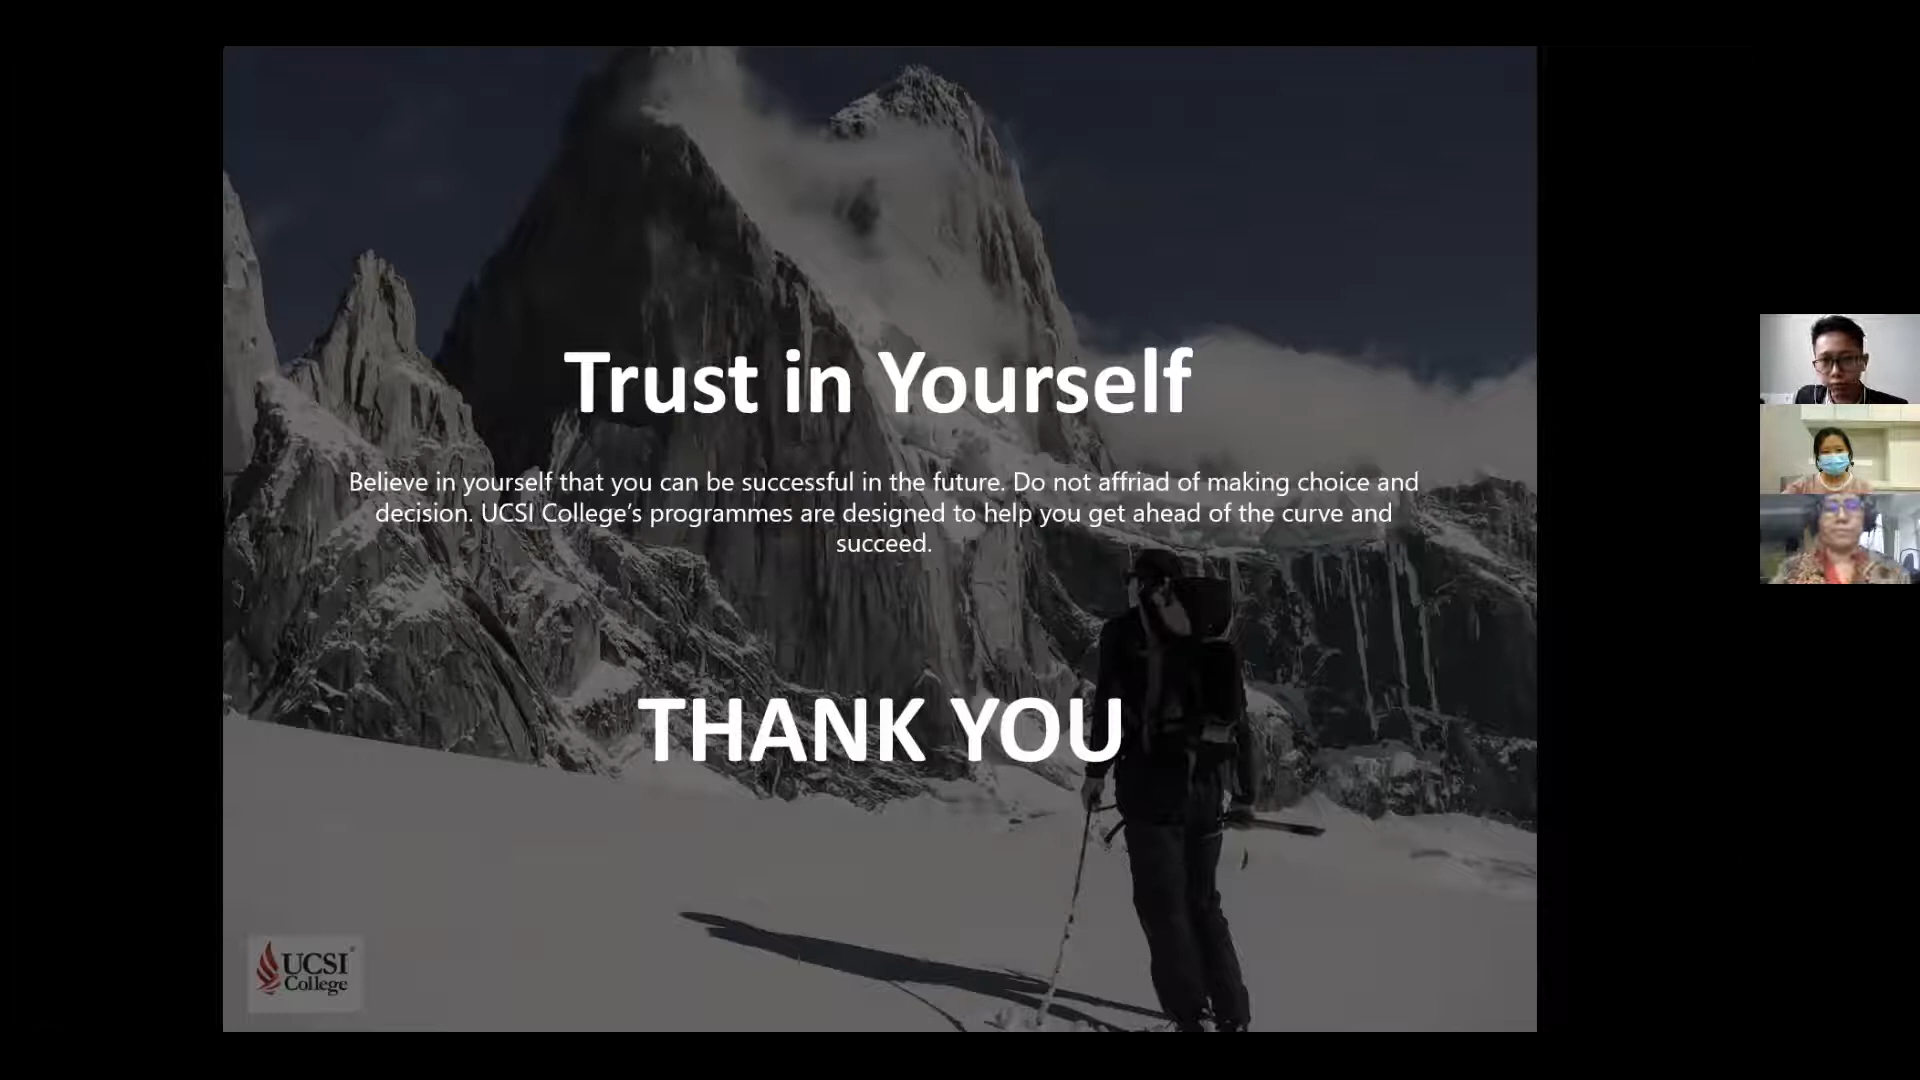 Trust in Yourself
Believe in yourself that you can be successful in the future. Do not affriad of making choice and
decision. UCSI College’s programmes are designed to help you get ahead of the curve and
succeed.
THANK YOU
UCSI
College